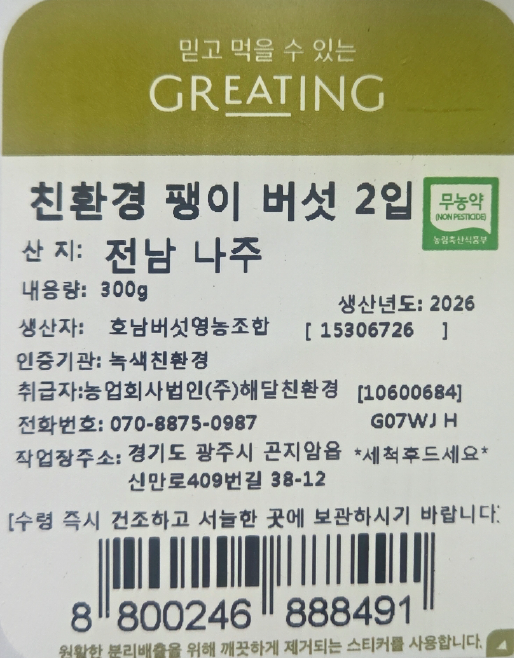 믿고 먹을 수 있는
GREATING
친환경 팽이 버섯 2입
무농약
(NON PESTICIDE)
농림축산식품부
산 지: 전남 나주
내용량: 300g
생산년도: 2026
생산자: 호남버섯영농조합 [ 15306726 ]
인증기관: 녹색친환경
취급자:농업회사법인(주)해달친환경 [10600684]
전화번호: 070-8875-0987 G07WJ H
작업장주소: 경기도 광주시 곤지암읍 *세척후드세요*
신만로409번길 38-12
[수령 즉시 건조하고 서늘한 곳에 보관하시기 바랍니다.
8 800246 888491
원활한 분리배출을 위해 깨끗하게 제거되는 스티커를 사용합니다.